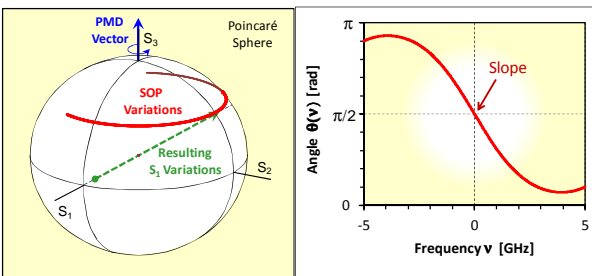 PMD
Vector
S3
Poincaré
Sphere
SOP
Variations
Resulting
S1 Variations
S2
S1
Angle θ(ν) [rad]
π
π/2
0
Slope
-5
0
5
Frequency ν [GHz]